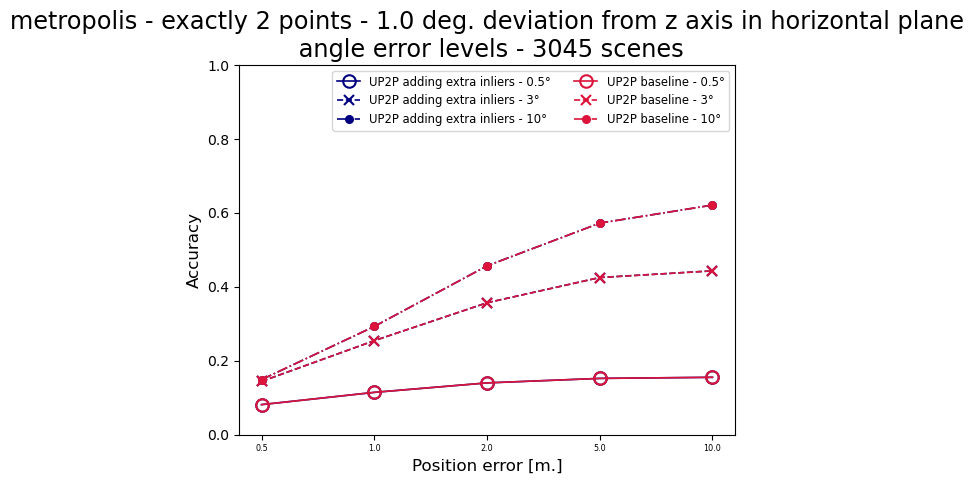 metropolis - exactly 2 points - 1.0 deg. deviation from z axis in horizontal plane
angle error levels - 3045 scenes
UP2P adding extra inliers - 0.5°
UP2P adding extra inliers - 3°
UP2P adding extra inliers - 10°
UP2P baseline - 0.5°
UP2P baseline - 3°
UP2P baseline - 10°
Accuracy
1.0
0.8
0.6
0.4
0.2
0.0
0.5 1.0 2.0 5.0 10.0
Position error [m.]